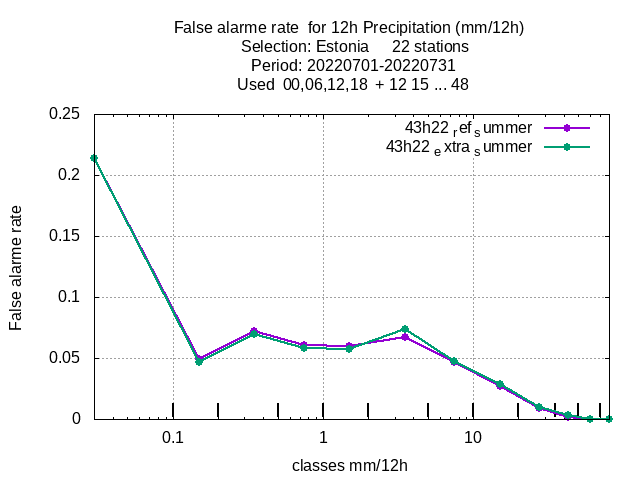 False alarme rate  for 12h Precipitation (mm/12h)
Selection: Estonia     22 stations
Period: 20220701-20220731
Used  00,06,12,18  + 12 15 ... 48
43h22 ref summer
43h22 extra summer
0.25
0.2
0.15
0.1
0.05
0
False alarme rate
0.1
1
10
classes mm/12h